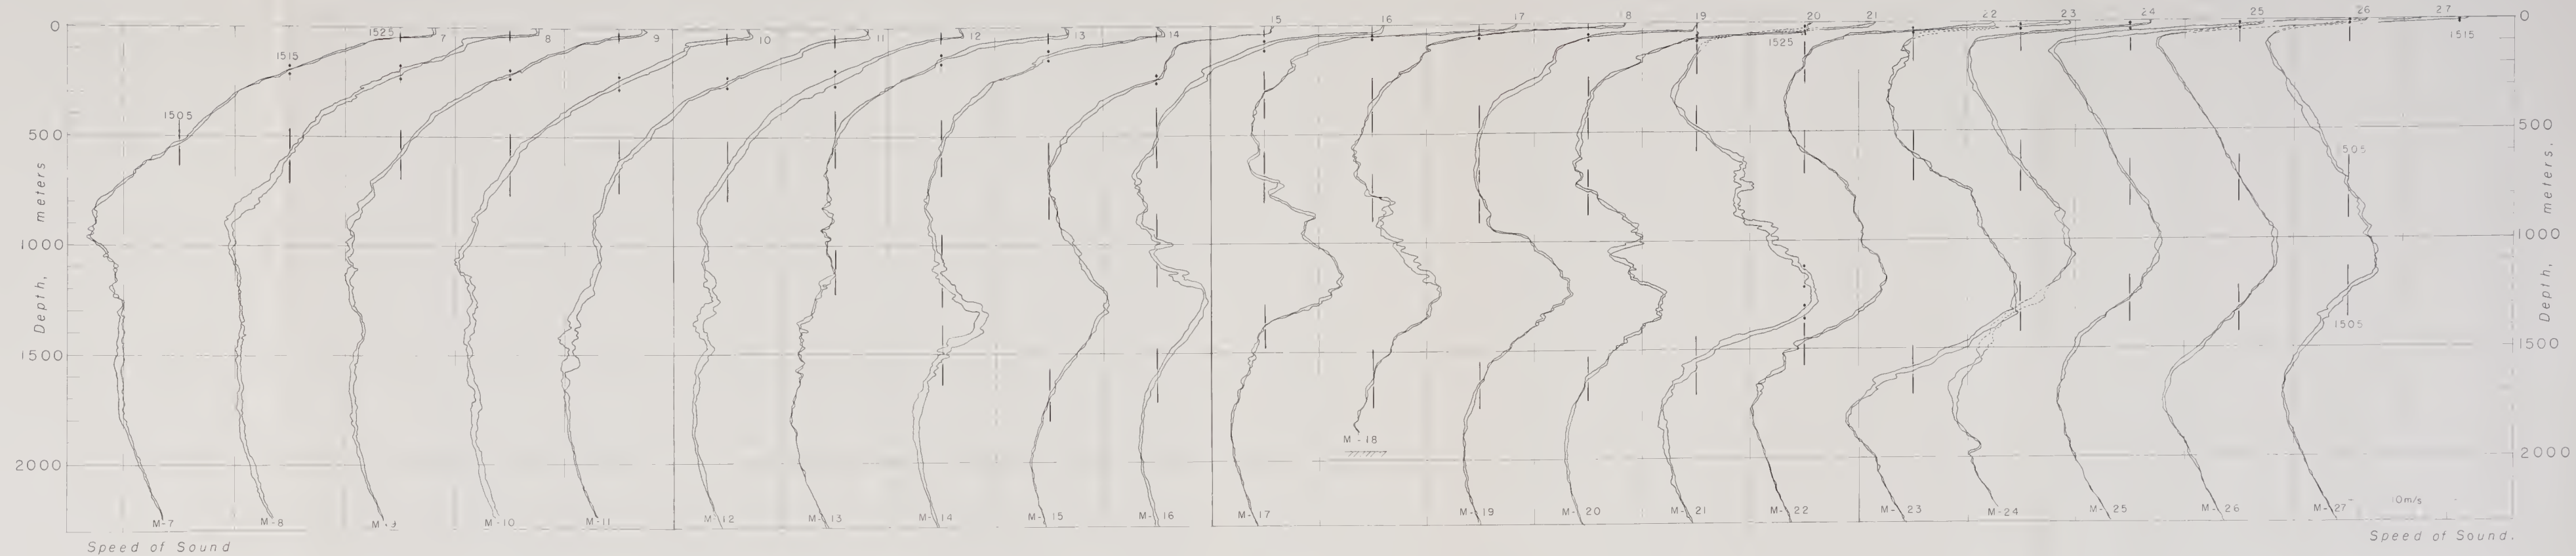 0
7
8
9
10
11
12
13
14
15
16
17
18
19
20
21
22
23
24
25
26
27
0
1525
1515
1505
1525
1515
500
1000
1500
2000
Depth, meters
500
1000
1500
2000
Depth, meters.
505
1505
10m/s
M-7
M-8
M-9
M-10
M-11
M-12
M-13
M-14
M-15
M-16
M-17
M-18
M-19
M-20
M-21
M-22
M-23
M-24
M-25
M-26
M-27
Speed of Sound
Speed of Sound.